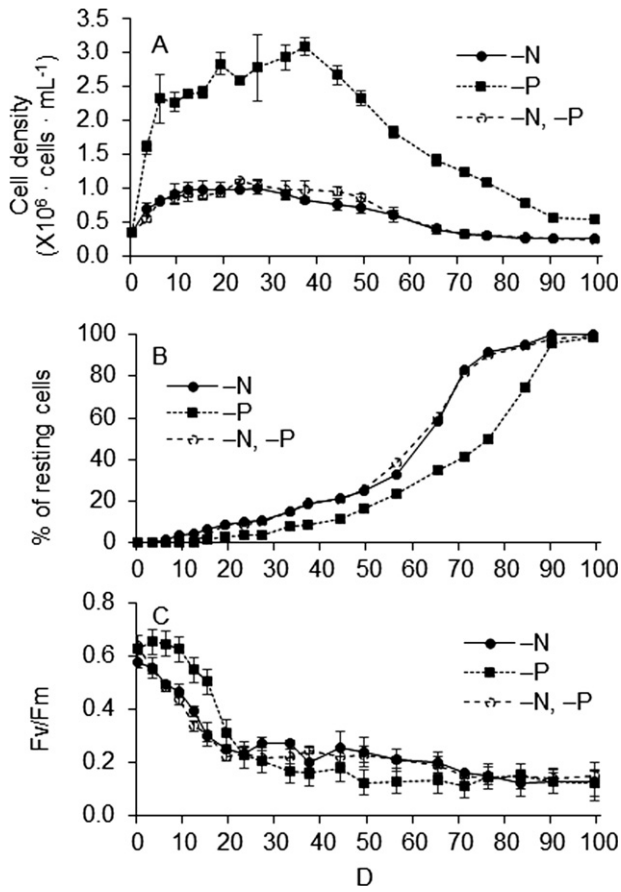 A
3.5
3.0
2.5
2.0
1.5
1.0
0.5
0.0
Cell density
(X10⁶ · cells · mL⁻¹)
–N
–P
–N, –P
0 10 20 30 40 50 60 70 80 90 100
B
100
80
60
40
20
0
% of resting cells
–N
–P
–N, –P
0 10 20 30 40 50 60 70 80 90 100
C
0.8
0.6
0.4
0.2
0.0
Fv/Fm
–N
–P
–N, –P
0 10 20 30 40 50 60 70 80 90 100
D